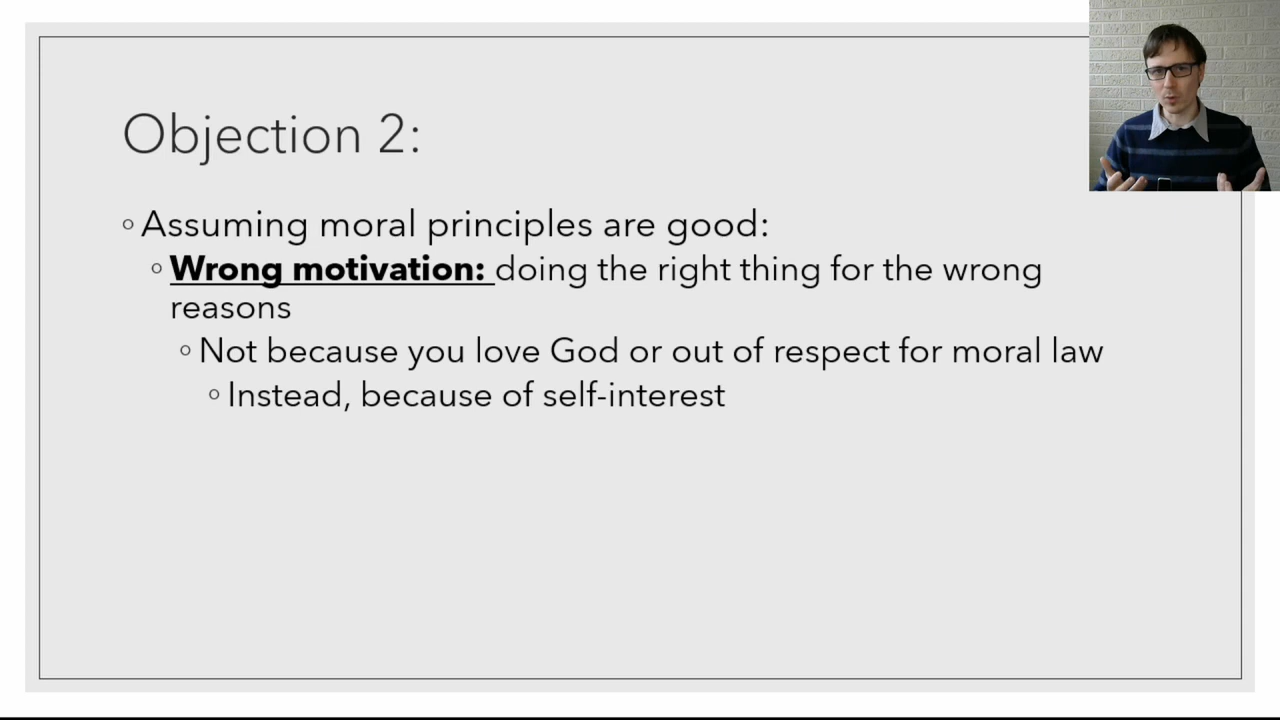 Objection 2:
Assuming moral principles are good:
Wrong motivation: doing the right thing for the wrong
reasons
Not because you love God or out of respect for moral law
Instead, because of self-interest